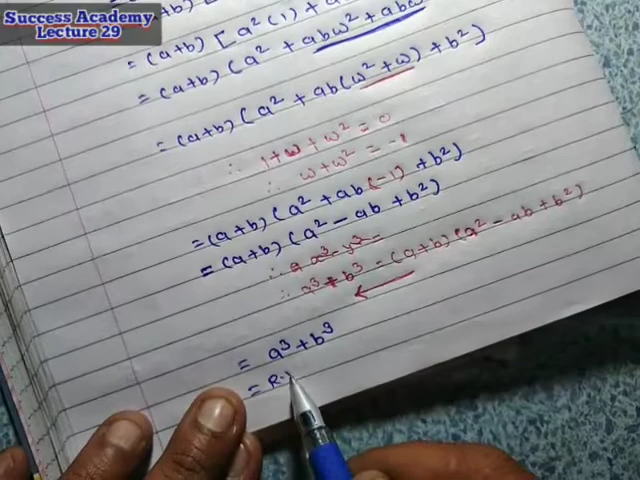 Success Academy
Lecture 29
= (a+b) [a²(1) + a
= (a+b) (a² + abω² + abω
= (a+b) (a² + ab(ω² + ω) + b²)
∴ 1+ω+ω² = 0
∴ ω+ω² = -1
= (a+b) (a² + ab(-1) + b²)
= (a+b) (a² - ab + b²)
∴ a³ + b³ = (a+b) (a² - ab + b²)
= a³ + b³
= R.